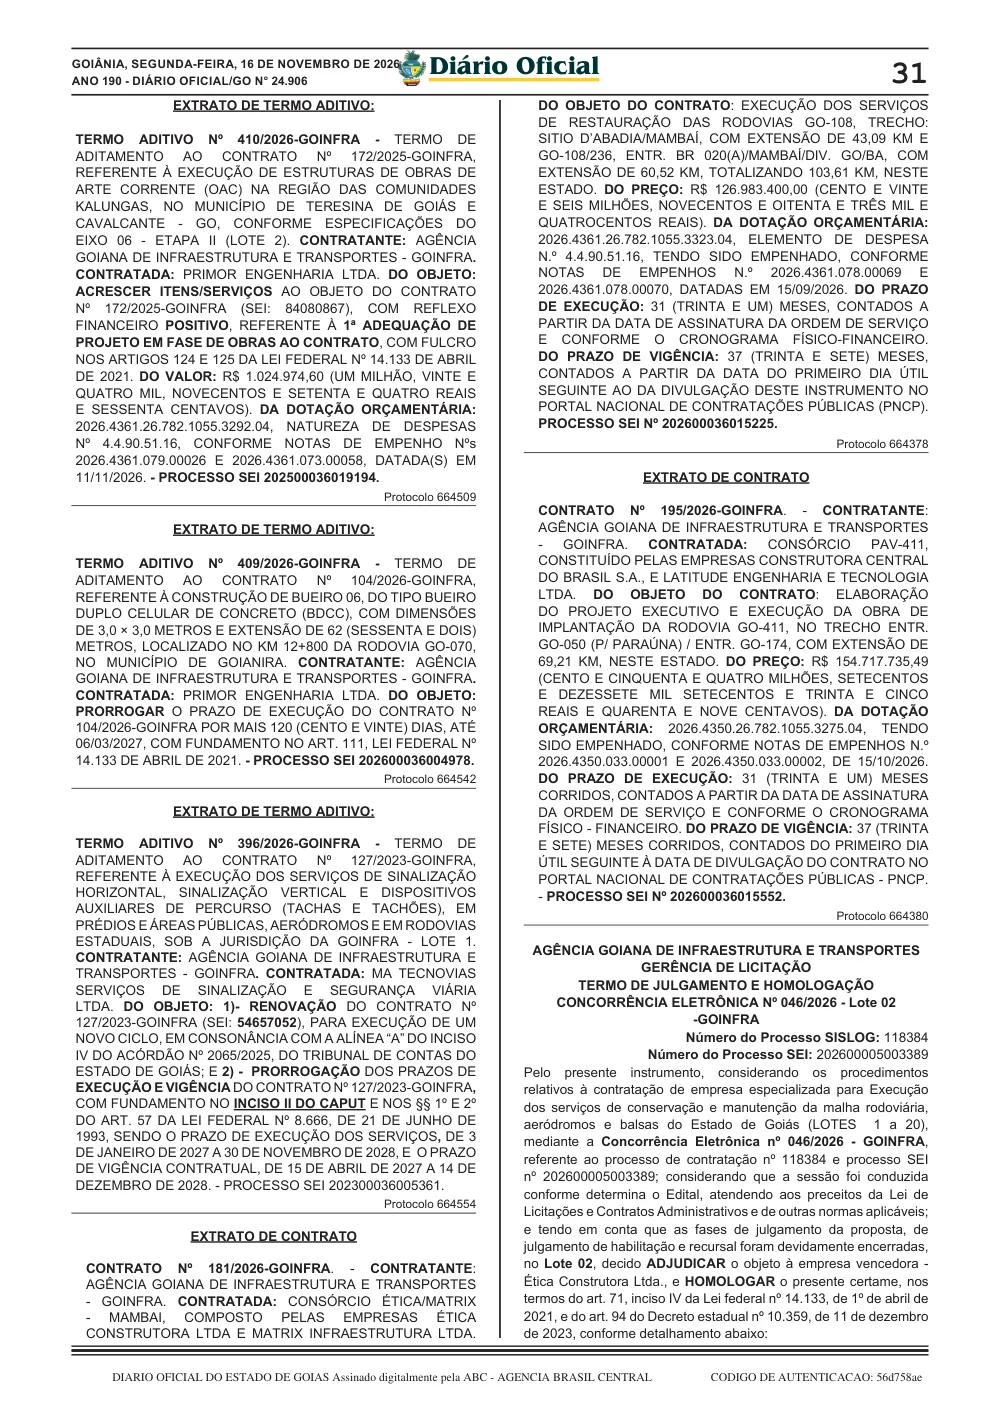 GOIÂNIA, SEGUNDA-FEIRA, 16 DE NOVEMBRO DE 2026
ANO 190 - DIÁRIO OFICIAL/GO N° 24.906
Diário Oficial
31
EXTRATO DE TERMO ADITIVO:
TERMO ADITIVO Nº 410/2026-GOINFRA - TERMO DE
ADITAMENTO AO CONTRATO Nº 172/2025-GOINFRA,
REFERENTE À EXECUÇÃO DE ESTRUTURAS DE OBRAS DE
ARTE CORRENTE (OAC) NA REGIÃO DAS COMUNIDADES
KALUNGAS, NO MUNICÍPIO DE TERESINA DE GOIÁS E
CAVALCANTE - GO, CONFORME ESPECIFICAÇÕES DO
EIXO 06 - ETAPA II (LOTE 2). CONTRATANTE: AGÊNCIA
GOIANA DE INFRAESTRUTURA E TRANSPORTES - GOINFRA.
CONTRATADA: PRIMOR ENGENHARIA LTDA. DO OBJETO:
ACRESCER ITENS/SERVIÇOS AO OBJETO DO CONTRATO
Nº 172/2025-GOINFRA (SEI: 84080867), COM REFLEXO
FINANCEIRO POSITIVO, REFERENTE À 1ª ADEQUAÇÃO DE
PROJETO EM FASE DE OBRAS AO CONTRATO, COM FULCRO
NOS ARTIGOS 124 E 125 DA LEI FEDERAL Nº 14.133 DE ABRIL
DE 2021. DO VALOR: R$ 1.024.974,60 (UM MILHÃO, VINTE E
QUATRO MIL, NOVECENTOS E SETENTA E QUATRO REAIS
E SESSENTA CENTAVOS). DA DOTAÇÃO ORÇAMENTÁRIA:
2026.4361.26.782.1055.3292.04, NATUREZA DE DESPESAS
Nº 4.4.90.51.16, CONFORME NOTAS DE EMPENHO Nºs
2026.4361.079.00026 E 2026.4361.073.00058, DATADA(S) EM
11/11/2026. - PROCESSO SEI 202500036019194.
Protocolo 664509
EXTRATO DE TERMO ADITIVO:
TERMO ADITIVO Nº 409/2026-GOINFRA - TERMO DE
ADITAMENTO AO CONTRATO Nº 104/2026-GOINFRA,
REFERENTE À CONSTRUÇÃO DE BUEIRO 06, DO TIPO BUEIRO
DUPLO CELULAR DE CONCRETO (BDCC), COM DIMENSÕES
DE 3,0 × 3,0 METROS E EXTENSÃO DE 62 (SESSENTA E DOIS)
METROS, LOCALIZADO NO KM 12+800 DA RODOVIA GO-070,
NO MUNICÍPIO DE GOIANIRA. CONTRATANTE: AGÊNCIA
GOIANA DE INFRAESTRUTURA E TRANSPORTES - GOINFRA.
CONTRATADA: PRIMOR ENGENHARIA LTDA. DO OBJETO:
PRORROGAR O PRAZO DE EXECUÇÃO DO CONTRATO Nº
104/2026-GOINFRA POR MAIS 120 (CENTO E VINTE) DIAS, ATÉ
06/03/2027, COM FUNDAMENTO NO ART. 111, LEI FEDERAL Nº
14.133 DE ABRIL DE 2021. - PROCESSO SEI 202600036004978.
Protocolo 664542
EXTRATO DE TERMO ADITIVO:
TERMO ADITIVO Nº 396/2026-GOINFRA - TERMO DE
ADITAMENTO AO CONTRATO Nº 127/2023-GOINFRA,
REFERENTE À EXECUÇÃO DOS SERVIÇOS DE SINALIZAÇÃO
HORIZONTAL, SINALIZAÇÃO VERTICAL E DISPOSITIVOS
AUXILIARES DE PERCURSO (TACHAS E TACHÕES), EM
PRÉDIOS E ÁREAS PÚBLICAS, AERÓDROMOS E EM RODOVIAS
ESTADUAIS, SOB A JURISDIÇÃO DA GOINFRA - LOTE 1.
CONTRATANTE: AGÊNCIA GOIANA DE INFRAESTRUTURA E
TRANSPORTES - GOINFRA. CONTRATADA: MA TECNOVIAS
SERVIÇOS DE SINALIZAÇÃO E SEGURANÇA VIÁRIA
LTDA. DO OBJETO: 1)- RENOVAÇÃO DO CONTRATO Nº
127/2023-GOINFRA (SEI: 54657052), PARA EXECUÇÃO DE UM
NOVO CICLO, EM CONSONÂNCIA COM A ALÍNEA “A” DO INCISO
IV DO ACÓRDÃO Nº 2065/2025, DO TRIBUNAL DE CONTAS DO
ESTADO DE GOIÁS; E 2) - PRORROGAÇÃO DOS PRAZOS DE
EXECUÇÃO E VIGÊNCIA DO CONTRATO Nº 127/2023-GOINFRA,
COM FUNDAMENTO NO INCISO II DO CAPUT E NOS §§ 1º E 2º
DO ART. 57 DA LEI FEDERAL Nº 8.666, DE 21 DE JUNHO DE
1993, SENDO O PRAZO DE EXECUÇÃO DOS SERVIÇOS, DE 3
DE JANEIRO DE 2027 A 30 DE NOVEMBRO DE 2028, E O PRAZO
DE VIGÊNCIA CONTRATUAL, DE 15 DE ABRIL DE 2027 A 14 DE
DEZEMBRO DE 2028. - PROCESSO SEI 202300036005361.
Protocolo 664554
EXTRATO DE CONTRATO
CONTRATO Nº 181/2026-GOINFRA. - CONTRATANTE:
AGÊNCIA GOIANA DE INFRAESTRUTURA E TRANSPORTES
- GOINFRA. CONTRATADA: CONSÓRCIO ÉTICA/MATRIX
- MAMBAI, COMPOSTO PELAS EMPRESAS ÉTICA
CONSTRUTORA LTDA E MATRIX INFRAESTRUTURA LTDA.
DO OBJETO DO CONTRATO: EXECUÇÃO DOS SERVIÇOS
DE RESTAURAÇÃO DAS RODOVIAS GO-108, TRECHO:
SITIO D’ABADIA/MAMBAÍ, COM EXTENSÃO DE 43,09 KM E
GO-108/236, ENTR. BR 020(A)/MAMBAÍ/DIV. GO/BA, COM
EXTENSÃO DE 60,52 KM, TOTALIZANDO 103,61 KM, NESTE
ESTADO. DO PREÇO: R$ 126.983.400,00 (CENTO E VINTE
E SEIS MILHÕES, NOVECENTOS E OITENTA E TRÊS MIL E
QUATROCENTOS REAIS). DA DOTAÇÃO ORÇAMENTÁRIA:
2026.4361.26.782.1055.3323.04, ELEMENTO DE DESPESA
N.º 4.4.90.51.16, TENDO SIDO EMPENHADO, CONFORME
NOTAS DE EMPENHOS N.º 2026.4361.078.00069 E
2026.4361.078.00070, DATADAS EM 15/09/2026. DO PRAZO
DE EXECUÇÃO: 31 (TRINTA E UM) MESES, CONTADOS A
PARTIR DA DATA DE ASSINATURA DA ORDEM DE SERVIÇO
E CONFORME O CRONOGRAMA FÍSICO-FINANCEIRO.
DO PRAZO DE VIGÊNCIA: 37 (TRINTA E SETE) MESES,
CONTADOS A PARTIR DA DATA DO PRIMEIRO DIA ÚTIL
SEGUINTE AO DA DIVULGAÇÃO DESTE INSTRUMENTO NO
PORTAL NACIONAL DE CONTRATAÇÕES PÚBLICAS (PNCP).
PROCESSO SEI Nº 202600036015225.
Protocolo 664378
EXTRATO DE CONTRATO
CONTRATO Nº 195/2026-GOINFRA. - CONTRATANTE:
AGÊNCIA GOIANA DE INFRAESTRUTURA E TRANSPORTES
- GOINFRA. CONTRATADA: CONSÓRCIO PAV-411,
CONSTITUÍDO PELAS EMPRESAS CONSTRUTORA CENTRAL
DO BRASIL S.A., E LATITUDE ENGENHARIA E TECNOLOGIA
LTDA. DO OBJETO DO CONTRATO: ELABORAÇÃO
DO PROJETO EXECUTIVO E EXECUÇÃO DA OBRA DE
IMPLANTAÇÃO DA RODOVIA GO-411, NO TRECHO ENTR.
GO-050 (P/ PARAÚNA) / ENTR. GO-174, COM EXTENSÃO DE
69,21 KM, NESTE ESTADO. DO PREÇO: R$ 154.717.735,49
(CENTO E CINQUENTA E QUATRO MILHÕES, SETECENTOS
E DEZESSETE MIL SETECENTOS E TRINTA E CINCO
REAIS E QUARENTA E NOVE CENTAVOS). DA DOTAÇÃO
ORÇAMENTÁRIA: 2026.4350.26.782.1055.3275.04, TENDO
SIDO EMPENHADO, CONFORME NOTAS DE EMPENHOS N.º
2026.4350.033.00001 E 2026.4350.033.00002, DE 15/10/2026.
DO PRAZO DE EXECUÇÃO: 31 (TRINTA E UM) MESES
CORRIDOS, CONTADOS A PARTIR DA DATA DE ASSINATURA
DA ORDEM DE SERVIÇO E CONFORME O CRONOGRAMA
FÍSICO - FINANCEIRO. DO PRAZO DE VIGÊNCIA: 37 (TRINTA
E SETE) MESES CORRIDOS, CONTADOS DO PRIMEIRO DIA
ÚTIL SEGUINTE À DATA DE DIVULGAÇÃO DO CONTRATO NO
PORTAL NACIONAL DE CONTRATAÇÕES PÚBLICAS - PNCP.
- PROCESSO SEI Nº 202600036015552.
Protocolo 664380
AGÊNCIA GOIANA DE INFRAESTRUTURA E TRANSPORTES
GERÊNCIA DE LICITAÇÃO
TERMO DE JULGAMENTO E HOMOLOGAÇÃO
CONCORRÊNCIA ELETRÔNICA Nº 046/2026 - Lote 02
-GOINFRA
Número do Processo SISLOG: 118384
Número do Processo SEI: 202600005003389
Pelo presente instrumento, considerando os procedimentos
relativos à contratação de empresa especializada para Execução
dos serviços de conservação e manutenção da malha rodoviária,
aeródromos e balsas do Estado de Goiás (LOTES 1 a 20),
mediante a Concorrência Eletrônica nº 046/2026 - GOINFRA,
referente ao processo de contratação nº 118384 e processo SEI
nº 202600005003389; considerando que a sessão foi conduzida
conforme determina o Edital, atendendo aos preceitos da Lei de
Licitações e Contratos Administrativos e de outras normas aplicáveis;
e tendo em conta que as fases de julgamento da proposta, de
julgamento de habilitação e recursal foram devidamente encerradas,
no Lote 02, decido ADJUDICAR o objeto à empresa vencedora -
Ética Construtora Ltda., e HOMOLOGAR o presente certame, nos
termos do art. 71, inciso IV da Lei federal nº 14.133, de 1º de abril de
2021, e do art. 94 do Decreto estadual nº 10.359, de 11 de dezembro
de 2023, conforme detalhamento abaixo:
DIARIO OFICIAL DO ESTADO DE GOIAS Assinado digitalmente pela ABC - AGENCIA BRASIL CENTRAL
CODIGO DE AUTENTICACAO: 56d758ae